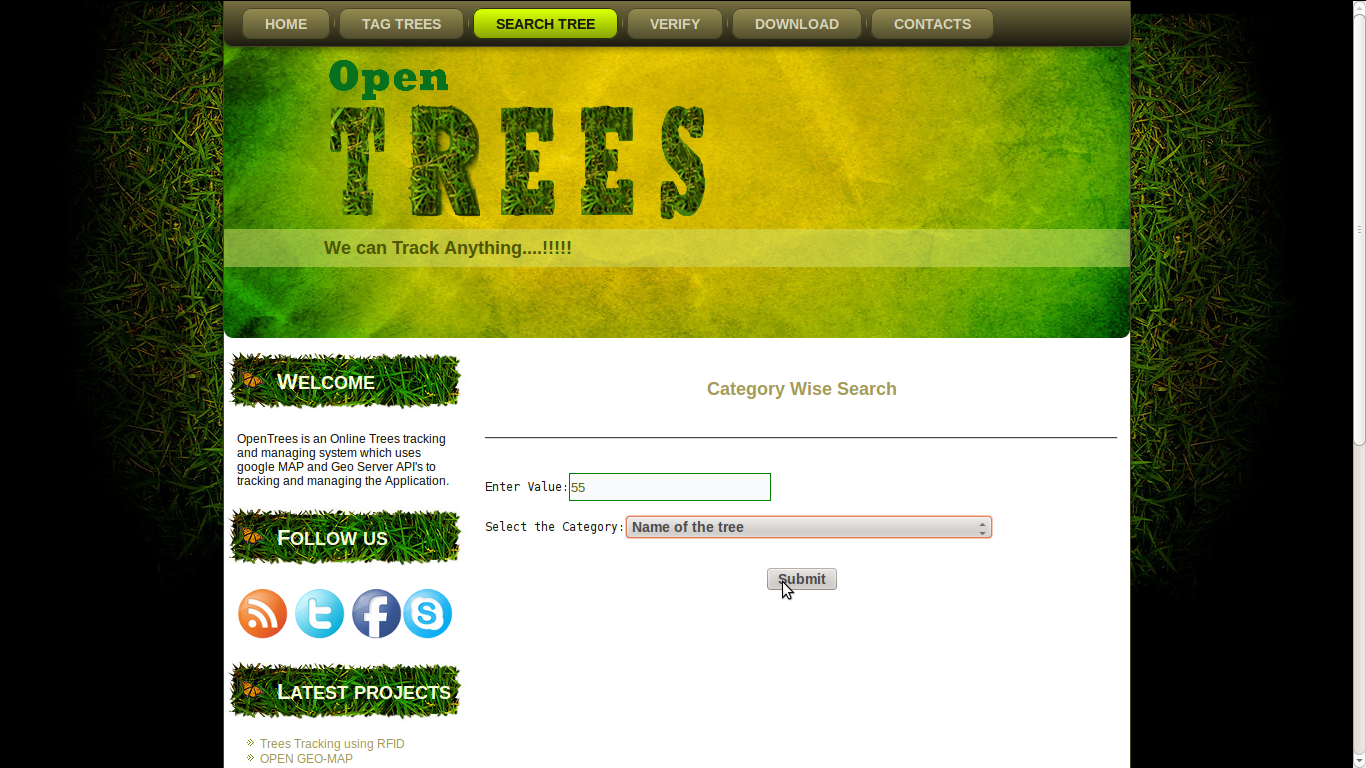 HOME TAG TREES SEARCH TREE VERIFY DOWNLOAD CONTACTS
Open
TREES
We can Track Anything....!!!!!
WELCOME
OpenTrees is an Online Trees tracking
and managing system which uses
google MAP and Geo Server API's to
tracking and managing the Application.
FOLLOW US
LATEST PROJECTS
Trees Tracking using RFID
OPEN GEO-MAP
Category Wise Search
Enter Value: 55
Select the Category: Name of the tree
Submit